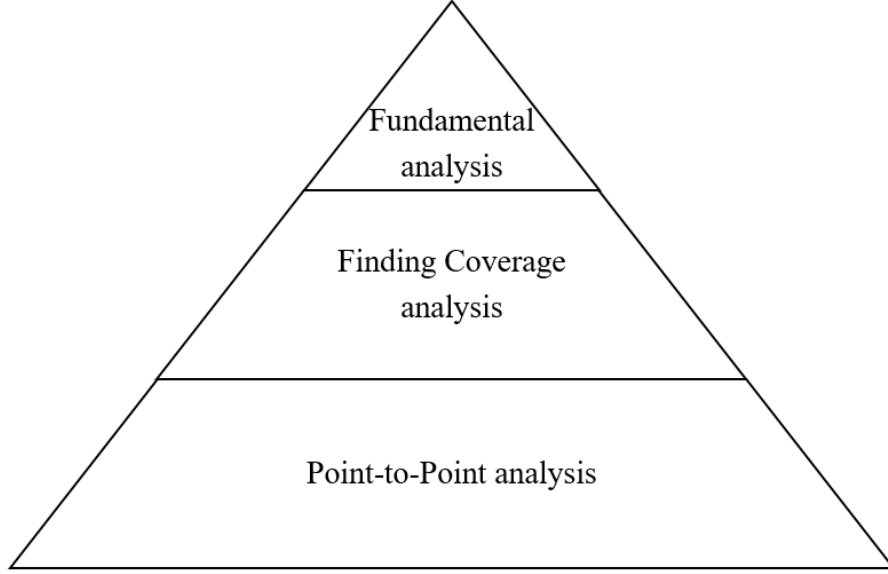 Fundamental
analysis
Finding Coverage
analysis
Point-to-Point analysis